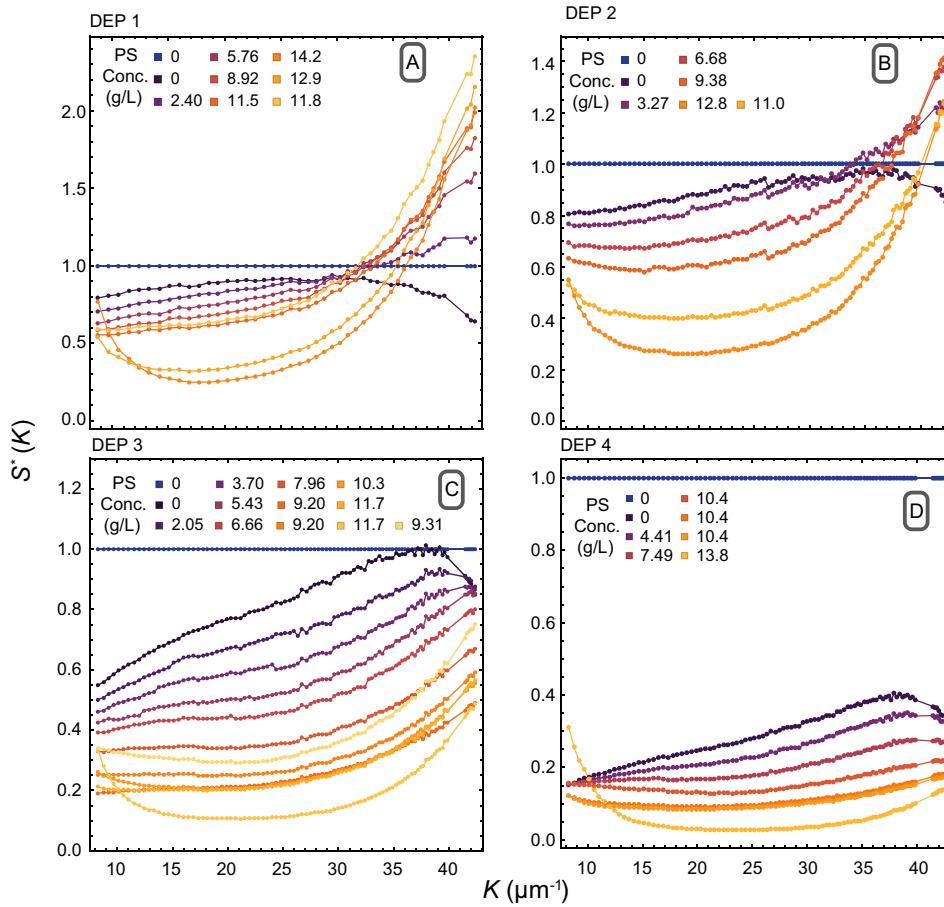 DEP 1
A
PS 0 5.76 14.2
Conc. 0 8.92 12.9
(g/L) 2.40 11.5 11.8
2.0
1.5
1.0
0.5
0.0
DEP 2
B
PS 0 6.68
Conc. 0 9.38
(g/L) 3.27 12.8 11.0
1.4
1.2
1.0
0.8
0.6
0.4
0.2
0.0
S* (K)
DEP 3
C
PS 0 3.70 7.96 10.3
Conc. 0 5.43 9.20 11.7
(g/L) 2.05 6.66 9.20 11.7 9.31
1.2
1.0
0.8
0.6
0.4
0.2
0.0
10 15 20 25 30 35 40
DEP 4
D
PS 0 10.4
Conc. 0 10.4
(g/L) 4.41 10.4
7.49 13.8
1.0
0.8
0.6
0.4
0.2
0.0
10 15 20 25 30 35 40
K (μm⁻¹)